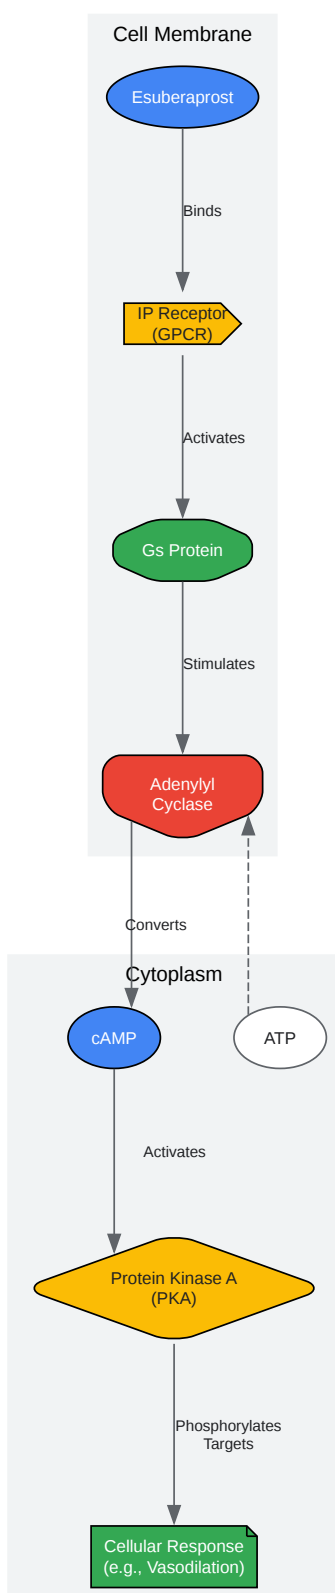 Cell Membrane
Esuberaprost
Binds
IP Receptor
(GPCR)
Activates
Gs Protein
Stimulates
Adenylyl
Cyclase
Converts
Cytoplasm
cAMP
ATP
Activates
Protein Kinase A
(PKA)
Phosphorylates
Targets
Cellular Response
(e.g., Vasodilation)